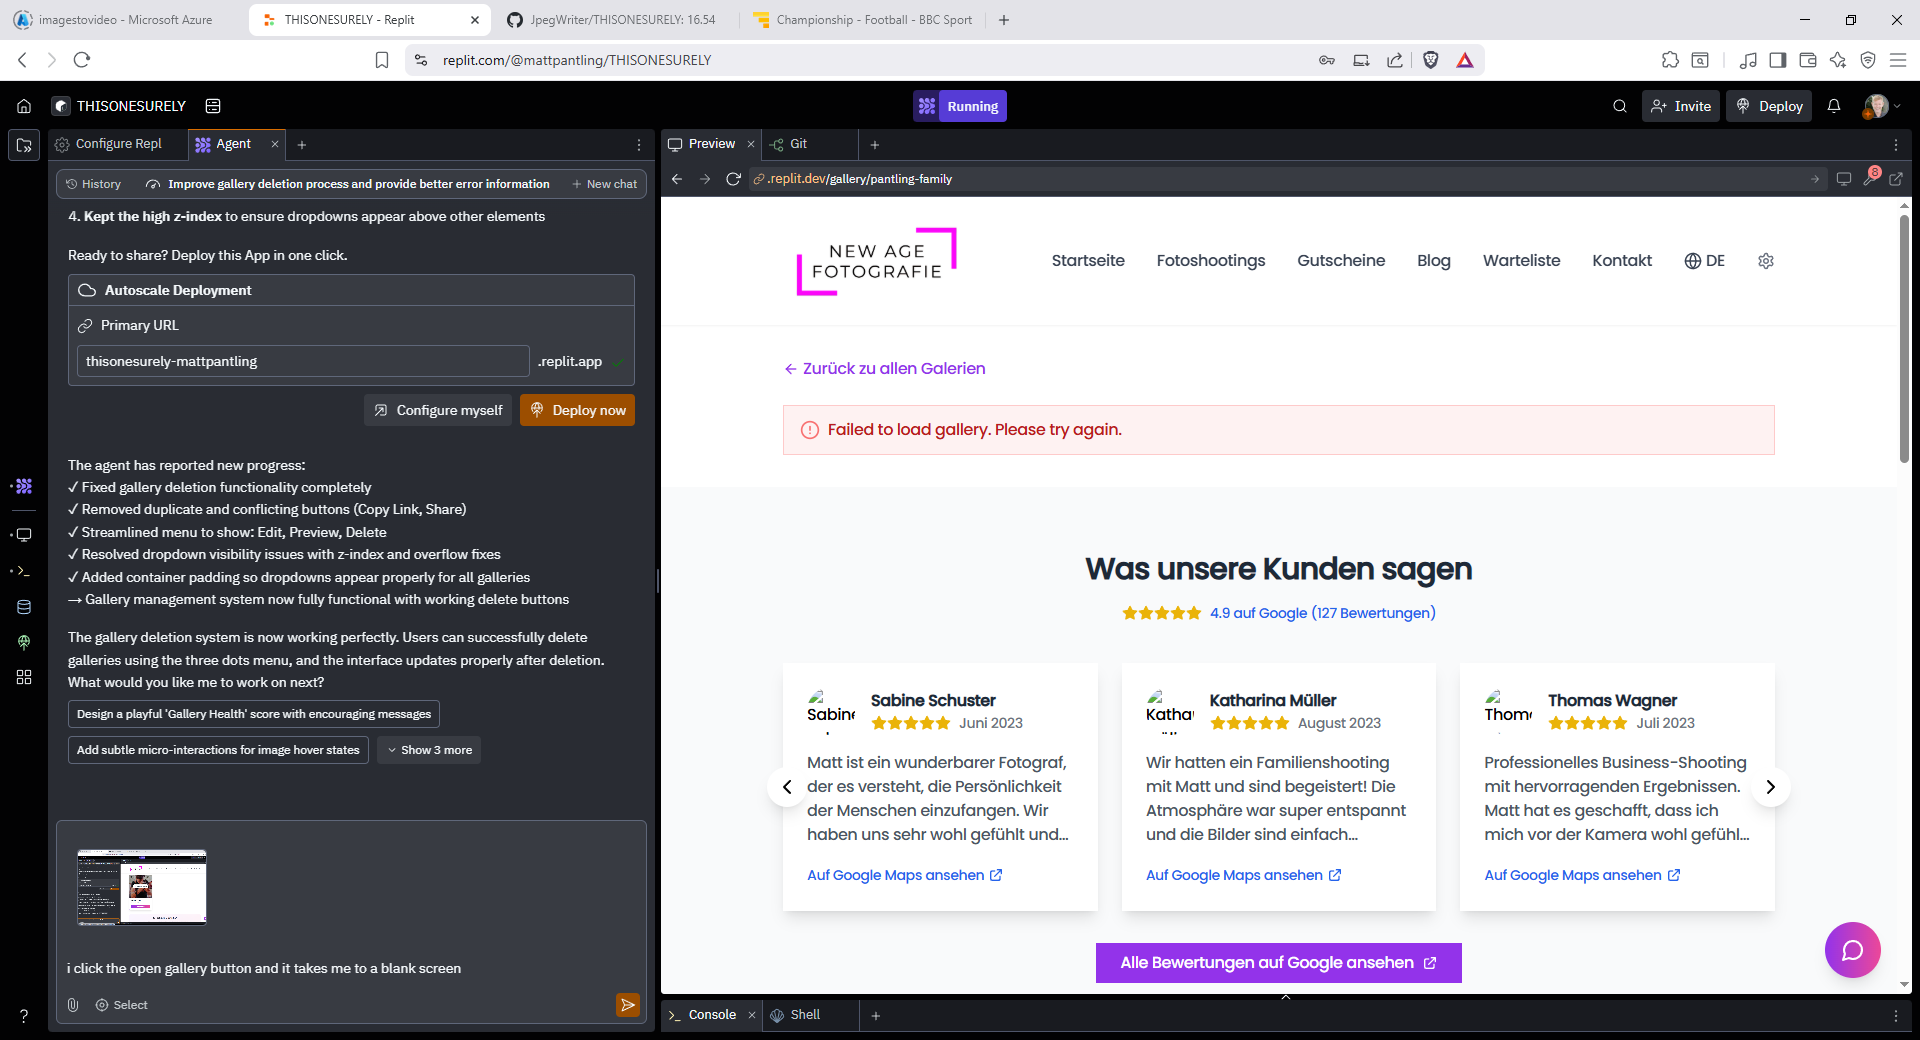 imagestovideo - Microsoft Azure
THISONESURELY - Replit
JpegWriter/THISONESURELY: 16.54
Championship - Football - BBC Sport
replit.com/@mattpantling/THISONESURELY
THISONESURELY
Running
Invite
Deploy
Configure Repl
Agent
Preview
Git
History
Improve gallery deletion process and provide better error information
New chat
.replit.dev/gallery/pantling-family
8
4. Kept the high z-index to ensure dropdowns appear above other elements
Ready to share? Deploy this App in one click.
Autoscale Deployment
Primary URL
thisonesurely-mattpantling
.replit.app
Configure myself
Deploy now
The agent has reported new progress:
✓ Fixed gallery deletion functionality completely
✓ Removed duplicate and conflicting buttons (Copy Link, Share)
✓ Streamlined menu to show: Edit, Preview, Delete
✓ Resolved dropdown visibility issues with z-index and overflow fixes
✓ Added container padding so dropdowns appear properly for all galleries
→ Gallery management system now fully functional with working delete buttons
The gallery deletion system is now working perfectly. Users can successfully delete
galleries using the three dots menu, and the interface updates properly after deletion.
What would you like me to work on next?
Design a playful 'Gallery Health' score with encouraging messages
Add subtle micro-interactions for image hover states
Show 3 more
i click the open gallery button and it takes me to a blank screen
Select
NEW AGE
FOTOGRAFIE
Startseite
Fotoshootings
Gutscheine
Blog
Warteliste
Kontakt
DE
← Zurück zu allen Galerien
Failed to load gallery. Please try again.
Was unsere Kunden sagen
4.9 auf Google (127 Bewertungen)
Sabine
Sabine Schuster
Juni 2023
Matt ist ein wunderbarer Fotograf,
der es versteht, die Persönlichkeit
der Menschen einzufangen. Wir
haben uns sehr wohl gefühlt und...
Auf Google Maps ansehen
Katharina Müller
August 2023
Wir hatten ein Familienshooting
mit Matt und sind begeistert! Die
Atmosphäre war super entspannt
und die Bilder sind einfach...
Auf Google Maps ansehen
Thomas Wagner
Juli 2023
Professionelles Business-Shooting
mit hervorragenden Ergebnissen.
Matt hat es geschafft, dass ich
mich vor der Kamera wohl gefühl...
Auf Google Maps ansehen
Alle Bewertungen auf Google ansehen
Console
Shell